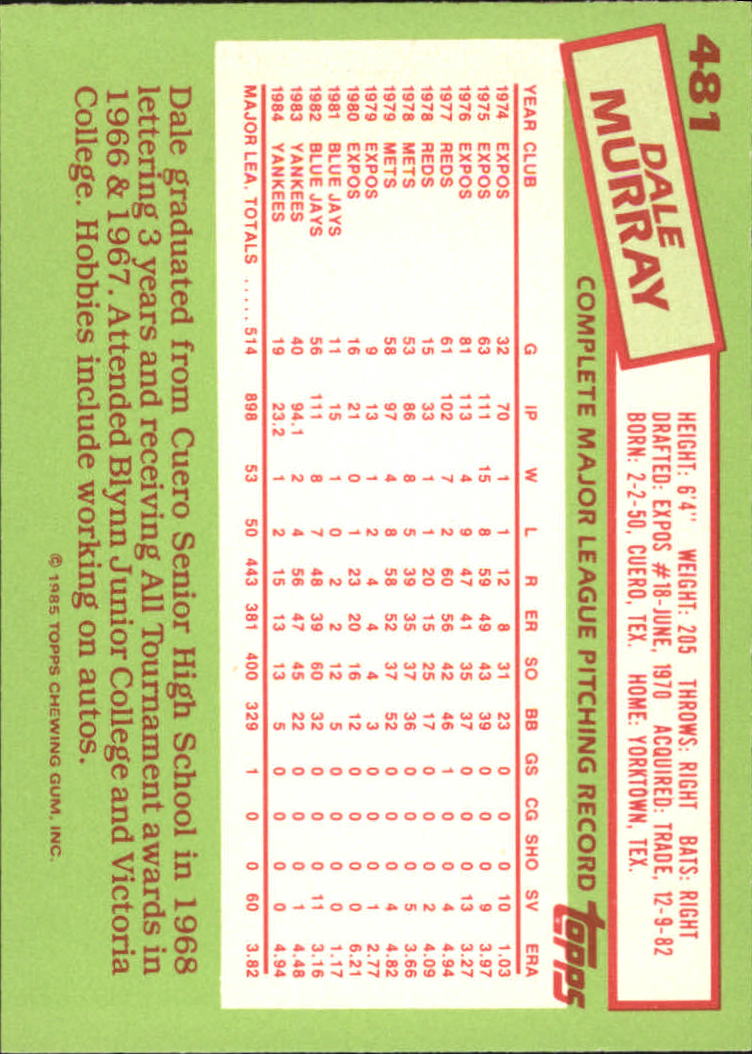 481
DALE
MURRAY
HEIGHT: 6'4" WEIGHT: 205 THROWS: RIGHT BATS: RIGHT
DRAFTED: EXPOS #18-JUNE, 1970 ACQUIRED: TRADE, 12-9-82
BORN: 2-2-50, CUERO, TEX. HOME: YORKTOWN, TEX.
COMPLETE MAJOR LEAGUE PITCHING RECORD topps
YEAR CLUB G IP W L R ER SO BB GS CG SHO SV ERA
1974 EXPOS 32 70 1 1 12 8 31 23 0 0 0 10 1.03
1975 EXPOS 63 111 15 8 59 49 43 39 0 0 0 9 3.97
1976 EXPOS 81 113 4 9 47 41 35 37 0 0 0 13 3.27
1977 REDS 61 102 7 2 60 56 42 46 1 0 0 4 4.94
1978 REDS 15 33 1 1 20 15 25 17 0 0 0 2 4.09
1978 METS 53 86 8 5 39 35 37 36 0 0 0 5 3.66
1979 METS 58 97 4 8 58 52 37 52 0 0 0 4 4.82
1979 EXPOS 9 13 1 2 4 4 4 3 0 0 0 1 2.77
1980 EXPOS 16 21 0 1 23 20 16 12 0 0 0 0 6.21
1981 BLUE JAYS 11 15 1 0 2 2 12 5 0 0 0 0 1.17
1982 BLUE JAYS 56 111 8 7 48 39 60 32 0 0 0 11 3.16
1983 YANKEES 40 94.1 2 4 56 47 45 22 0 0 0 1 4.48
1984 YANKEES 19 23.2 1 2 15 13 13 5 0 0 0 0 4.94
MAJOR LEA. TOTALS ..... 514 898 53 50 443 381 400 329 1 0 0 60 3.82
Dale graduated from Cuero Senior High School in 1968
lettering 3 years and receiving All Tournament awards in
1966 & 1967. Attended Blynn Junior College and Victoria
College. Hobbies include working on autos.
© 1985 TOPPS CHEWING GUM, INC.